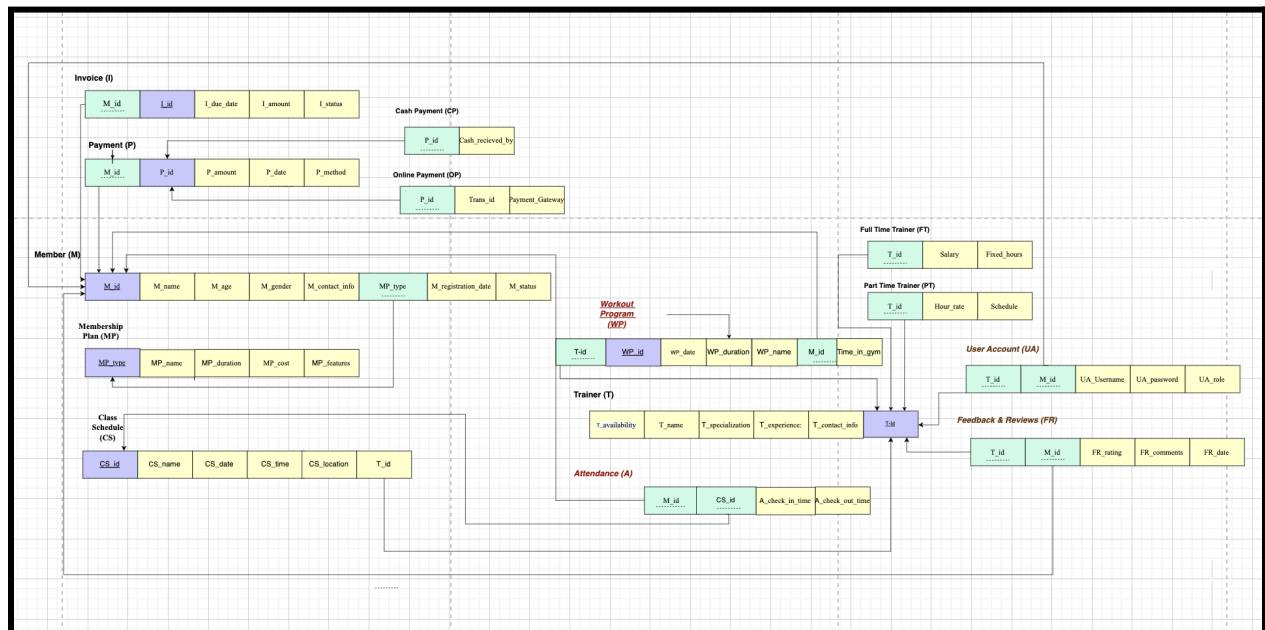 Invoice (I)
M_id I_id I_due_date I_amount I_status
Cash Payment (CP)
P_id Cash_recieved_by
Payment (P)
M_id P_id P_amount P_date P_method
Online Payment (OP)
P_id Trans_id Payment_Gateway
Full Time Trainer (FT)
T_id Salary Fixed_hours
Member (M)
M_id M_name M_age M_gender M_contact_info MP_type M_registration_date M_status
Part Time Trainer (PT)
T_id Hour_rate Schedule
Workout
Program
(WP)
T-id WP_id WP_date WP_duration WP_name M_id Time_in_gym
Membership
Plan (MP)
MP_type MP_name MP_duration MP_cost MP_features
User Account (UA)
T_id M_id UA_Username UA_password UA_role
Trainer (T)
T_availability T_name T_specialization T_experience: T_contact_info T-id
Class
Schedule
(CS)
CS_id CS_name CS_date CS_time CS_location T_id
Feedback & Reviews (FR)
T_id M_id FR_rating FR_comments FR_date
Attendance (A)
M_id CS_id A_check_in_time A_check_out_time